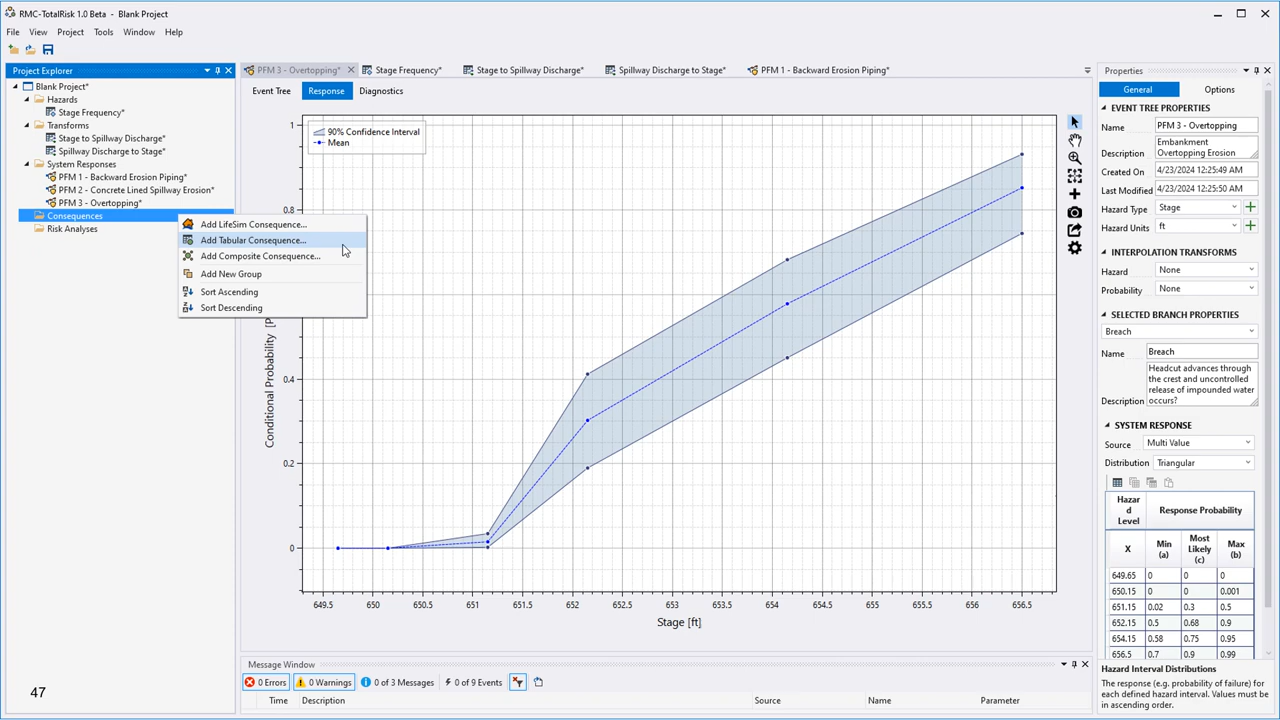 RMC-TotalRisk 1.0 Beta - Blank Project
File View Project Tools Window Help
Project Explorer
Blank Project*
Hazards
Stage Frequency*
Transforms
Stage to Spillway Discharge*
Spillway Discharge to Stage*
System Responses
PFM 1 - Backward Erosion Piping*
PFM 2 - Concrete Lined Spillway Erosion*
PFM 3 - Overtopping*
Consequences
Risk Analyses
Add LifeSim Consequence...
Add Tabular Consequence...
Add Composite Consequence...
Add New Group
Sort Ascending
Sort Descending
47
PFM 3 - Overtopping* Stage Frequency* Stage to Spillway Discharge* Spillway Discharge to Stage* PFM 1 - Backward Erosion Piping*
Event Tree Response Diagnostics
90% Confidence Interval
Mean
1
0.8
0.4
0.2
0
Conditional Probability [P
649.5 650 650.5 651 651.5 652 652.5 653 653.5 654 654.5 655 655.5 656 656.5
Stage [ft]
Message Window
0 Errors 0 Warnings 0 of 3 Messages 0 of 9 Events
Time Description Source Name Parameter
Properties
General Options
EVENT TREE PROPERTIES
Name PFM 3 - Overtopping
Description Embankment
Overtopping Erosion
Created On 4/23/2024 12:25:49 AM
Last Modified 4/23/2024 12:25:50 AM
Hazard Type Stage
Hazard Units ft
INTERPOLATION TRANSFORMS
Hazard None
Probability None
SELECTED BRANCH PROPERTIES
Breach
Name Breach
Headcut advances through
the crest and uncontrolled
release of impounded water
Description occurs?
SYSTEM RESPONSE
Source Multi Value
Distribution Triangular
Hazar
d
Level
Response Probability
X Min (a) Most Likely (c) Max (b)
649.65 0 0 0
650.15 0 0 0.001
651.15 0.02 0.3 0.5
652.15 0.5 0.68 0.9
654.15 0.58 0.75 0.95
656.5 0.7 0.9 0.99
Hazard Interval Distributions
The response (e.g. probability of failure) for
each defined hazard interval. Values must be
in ascending order.